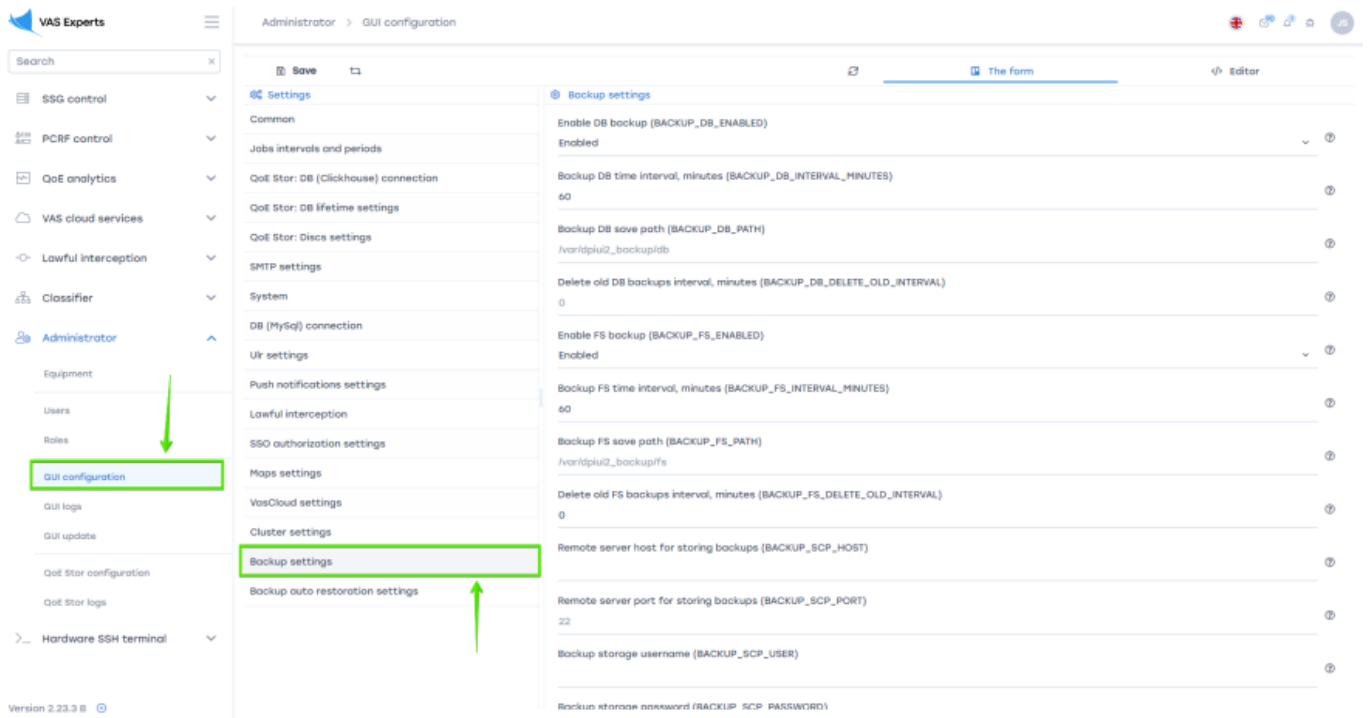 VAS Experts
Administrator > GUI configuration
JS
Search
Save
The form
</> Editor
SSG control
PCRF control
QoE analytics
VAS cloud services
Lawful interception
Classifier
Administrator
Equipment
Users
Roles
GUI configuration
GUI logs
GUI update
QoE Stor configuration
QoE Stor logs
Hardware SSH terminal
Version 2.23.3 B
Settings
Common
Jobs intervals and periods
QoE Stor: DB (Clickhouse) connection
QoE Stor: DB lifetime settings
QoE Stor: Discs settings
SMTP settings
System
DB (MySql) connection
Ulr settings
Push notifications settings
Lawful interception
SSO authorization settings
Maps settings
VasCloud settings
Cluster settings
Backup settings
Backup auto restoration settings
Backup settings
Enable DB backup (BACKUP_DB_ENABLED)
Enabled
Backup DB time interval, minutes (BACKUP_DB_INTERVAL_MINUTES)
60
Backup DB save path (BACKUP_DB_PATH)
/var/dpiui2_backup/db
Delete old DB backups interval, minutes (BACKUP_DB_DELETE_OLD_INTERVAL)
0
Enable FS backup (BACKUP_FS_ENABLED)
Enabled
Backup FS time interval, minutes (BACKUP_FS_INTERVAL_MINUTES)
60
Backup FS save path (BACKUP_FS_PATH)
/var/dpiui2_backup/fs
Delete old FS backups interval, minutes (BACKUP_FS_DELETE_OLD_INTERVAL)
0
Remote server host for storing backups (BACKUP_SCP_HOST)
Remote server port for storing backups (BACKUP_SCP_PORT)
22
Backup storage username (BACKUP_SCP_USER)
Backup storage password (BACKUP_SCP_PASSWORD)